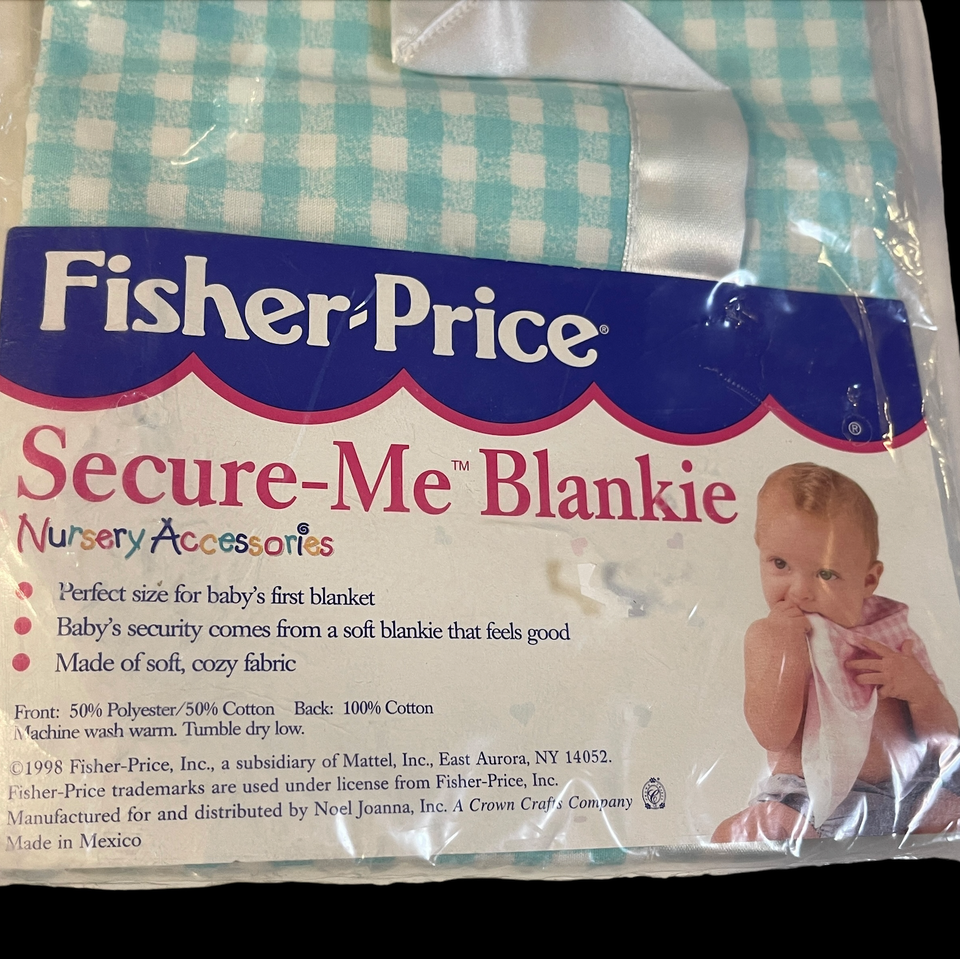 Fisher-Price®
®
Secure-Me™ Blankie
Nursery Accessories
• Perfect size for baby's first blanket
• Baby's security comes from a soft blankie that feels good
• Made of soft, cozy fabric
Front: 50% Polyester/50% Cotton Back: 100% Cotton
Machine wash warm. Tumble dry low.
©1998 Fisher-Price, Inc., a subsidiary of Mattel, Inc., East Aurora, NY 14052.
Fisher-Price trademarks are used under license from Fisher-Price, Inc.
Manufactured for and distributed by Noel Joanna, Inc. A Crown Crafts Company
Made in Mexico